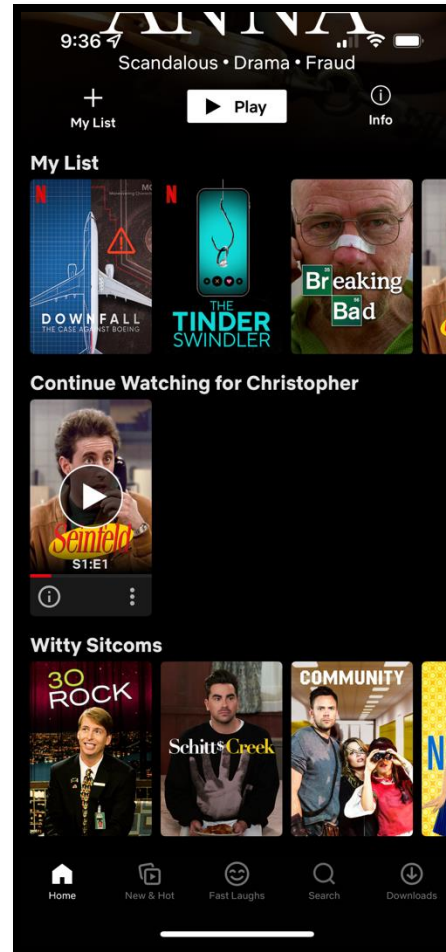 ANNA
9:36
Scandalous • Drama • Fraud
My List
Play
Info
My List
N
DOWNFALL
THE CASE AGAINST BOEING
N
THE
TINDER
SWINDLER
Breaking
Bad
Continue Watching for Christopher
Seinfeld
S1:E1
Witty Sitcoms
30
ROCK
Schitt$Creek
COMMUNITY
N
Home
New & Hot
Fast Laughs
Search
Downloads